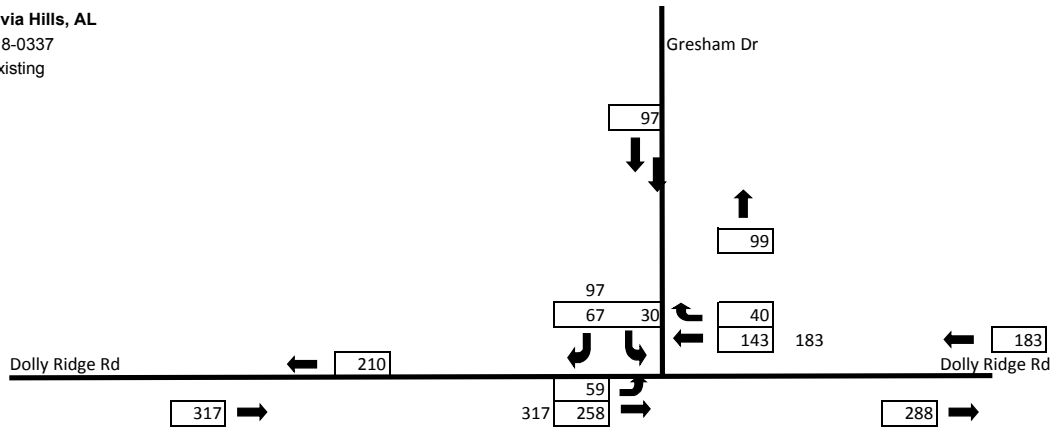 via Hills, AL
8-0337
xisting
Gresham Dr
97
99
97
67 30 40
143 183 183
Dolly Ridge Rd 210 Dolly Ridge Rd
59
317 317 258 288